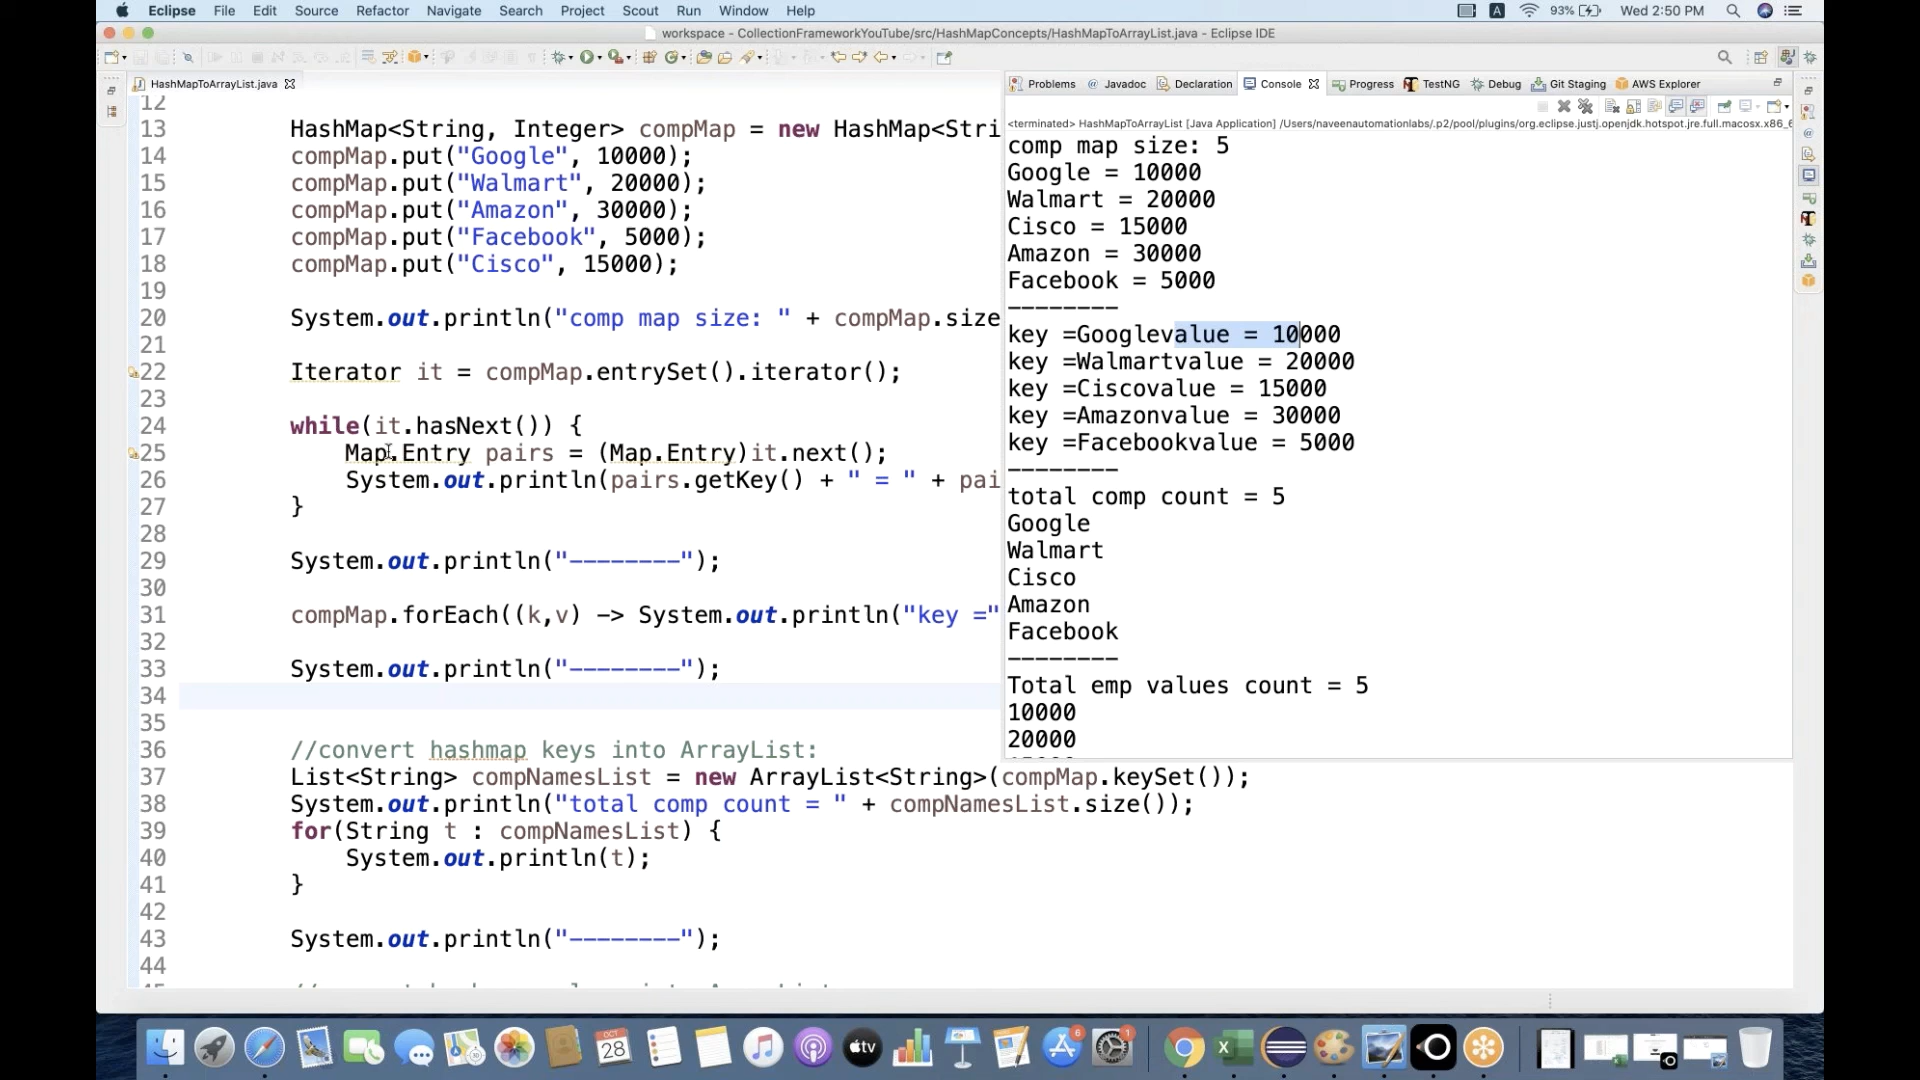 Eclipse File Edit Source Refactor Navigate Search Project Scout Run Window Help
A 93% Wed 2:50 PM
workspace - CollectionFrameworkYouTube/src/HashMapConcepts/HashMapToArrayList.java - Eclipse IDE
HashMapToArrayList.java
12
13 HashMap<String, Integer> compMap = new HashMap<Stri
14 compMap.put("Google", 10000);
15 compMap.put("Walmart", 20000);
16 compMap.put("Amazon", 30000);
17 compMap.put("Facebook", 5000);
18 compMap.put("Cisco", 15000);
19
20 System.out.println("comp map size: " + compMap.size
21
22 Iterator it = compMap.entrySet().iterator();
23
24 while(it.hasNext()) {
25 Map.Entry pairs = (Map.Entry)it.next();
26 System.out.println(pairs.getKey() + " = " + pai
27 }
28
29 System.out.println("--------");
30
31 compMap.forEach((k,v) -> System.out.println("key ="
32
33 System.out.println("--------");
34
35
36 //convert hashmap keys into ArrayList:
37 List<String> compNamesList = new ArrayList<String>(compMap.keySet());
38 System.out.println("total comp count = " + compNamesList.size());
39 for(String t : compNamesList) {
40 System.out.println(t);
41 }
42
43 System.out.println("--------");
44
Problems Javadoc Declaration Console Progress TestNG Debug Git Staging AWS Explorer
<terminated> HashMapToArrayList [Java Application] /Users/naveenautomationlabs/.p2/pool/plugins/org.eclipse.justj.openjdk.hotspot.jre.full.macosx.x86_6
comp map size: 5
Google = 10000
Walmart = 20000
Cisco = 15000
Amazon = 30000
Facebook = 5000
--------
key =Googlevalue = 10000
key =Walmartvalue = 20000
key =Ciscovalue = 15000
key =Amazonvalue = 30000
key =Facebookvalue = 5000
--------
total comp count = 5
Google
Walmart
Cisco
Amazon
Facebook
--------
Total emp values count = 5
10000
20000
OCT
28
tv
6
1